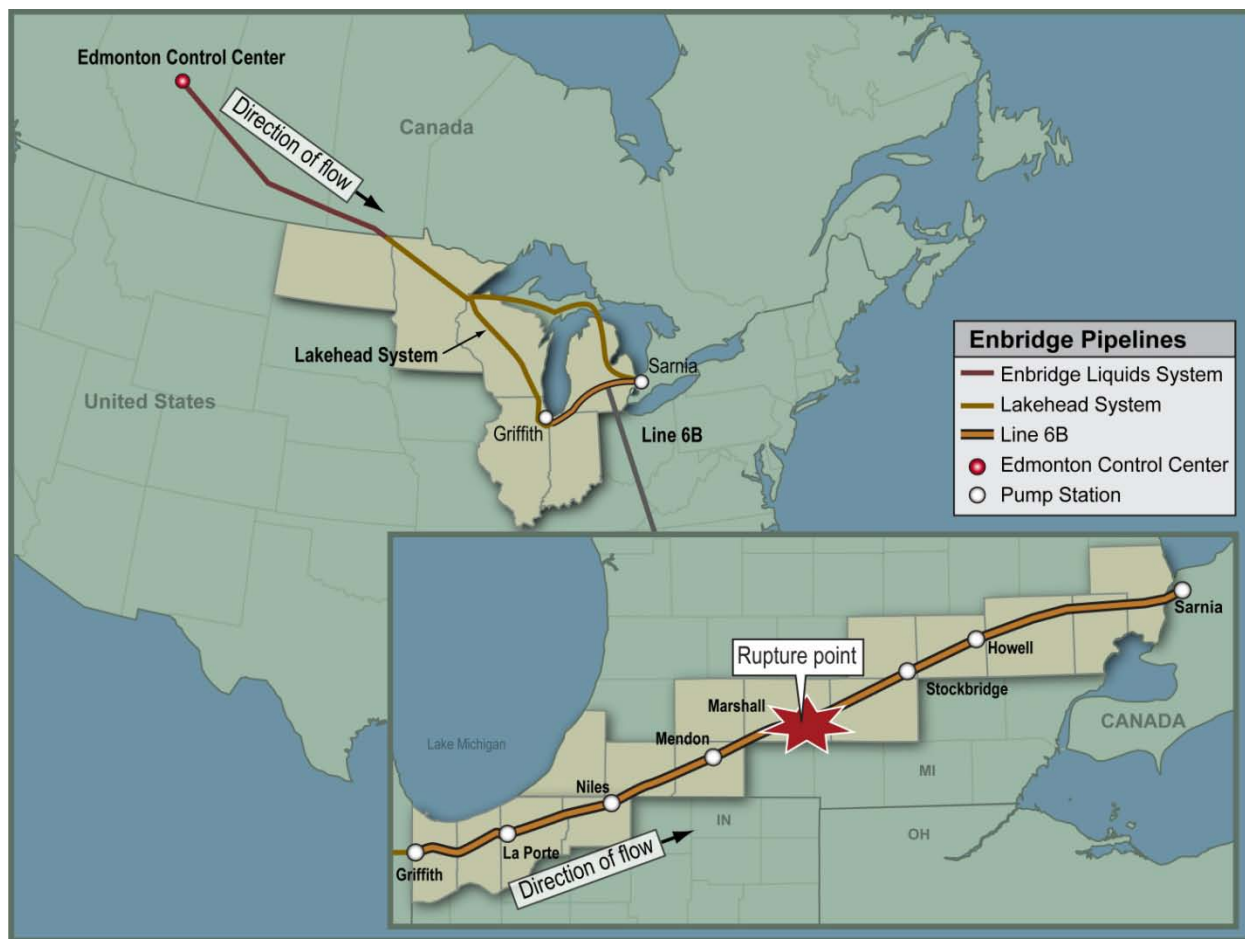 Edmonton Control Center
Direction of flow
Canada
United States
Lakehead System
Griffith
Sarnia
Line 6B
Enbridge Pipelines
Enbridge Liquids System
Lakehead System
Line 6B
Edmonton Control Center
Pump Station
Rupture point
Sarnia
Howell
Stockbridge
Marshall
Mendon
CANADA
Lake Michigan
Niles
MI
IN
OH
La Porte
Griffith
Direction of flow